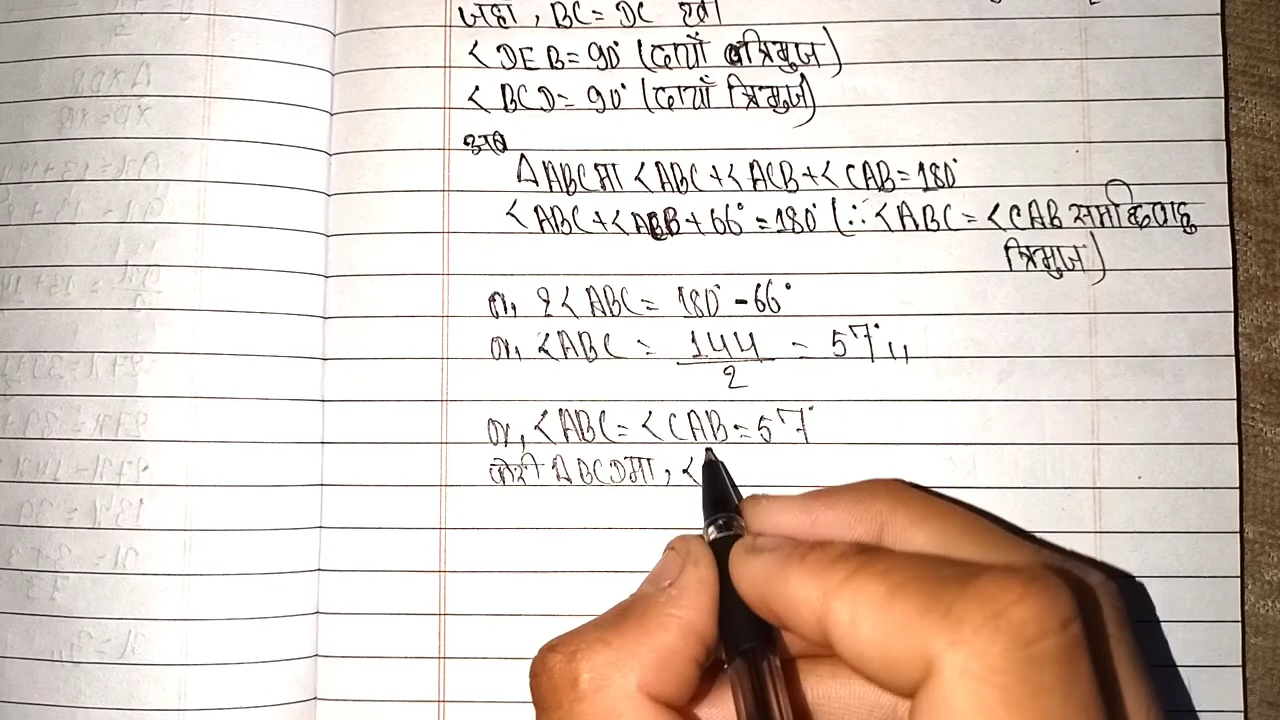 जहाँ, BC = DC एवं
< DEB = 90° (दायाँ त्रिभुज)
< BCD = 90° (दायाँ त्रिभुज)
अब
Δ ABC मा < ABC + < ACB + < CAB = 180°
< ABC + < ABB + 66° = 180° (∵ < ABC = < CAB समद्विबाहु
त्रिभुज)
or, 2 < ABC = 180° - 66°
or, < ABC = 144/2 = 57°,,
or, < ABC = < CAB = 57°
फेरी Δ BCD मा, <